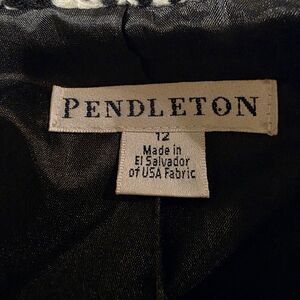 PENDLETON
12
Made in
El Salvador
of USA Fabric